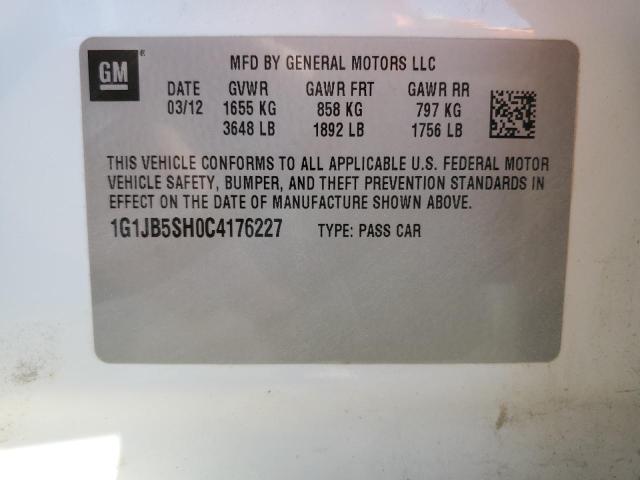 GM ® MFD BY GENERAL MOTORS LLC
DATE GVWR GAWR FRT GAWR RR
03/12 1655 KG 858 KG 797 KG
3648 LB 1892 LB 1756 LB
THIS VEHICLE CONFORMS TO ALL APPLICABLE U.S. FEDERAL MOTOR
VEHICLE SAFETY, BUMPER, AND THEFT PREVENTION STANDARDS IN
EFFECT ON THE DATE OF MANUFACTURE SHOWN ABOVE.
1G1JB5SH0C4176227 TYPE: PASS CAR